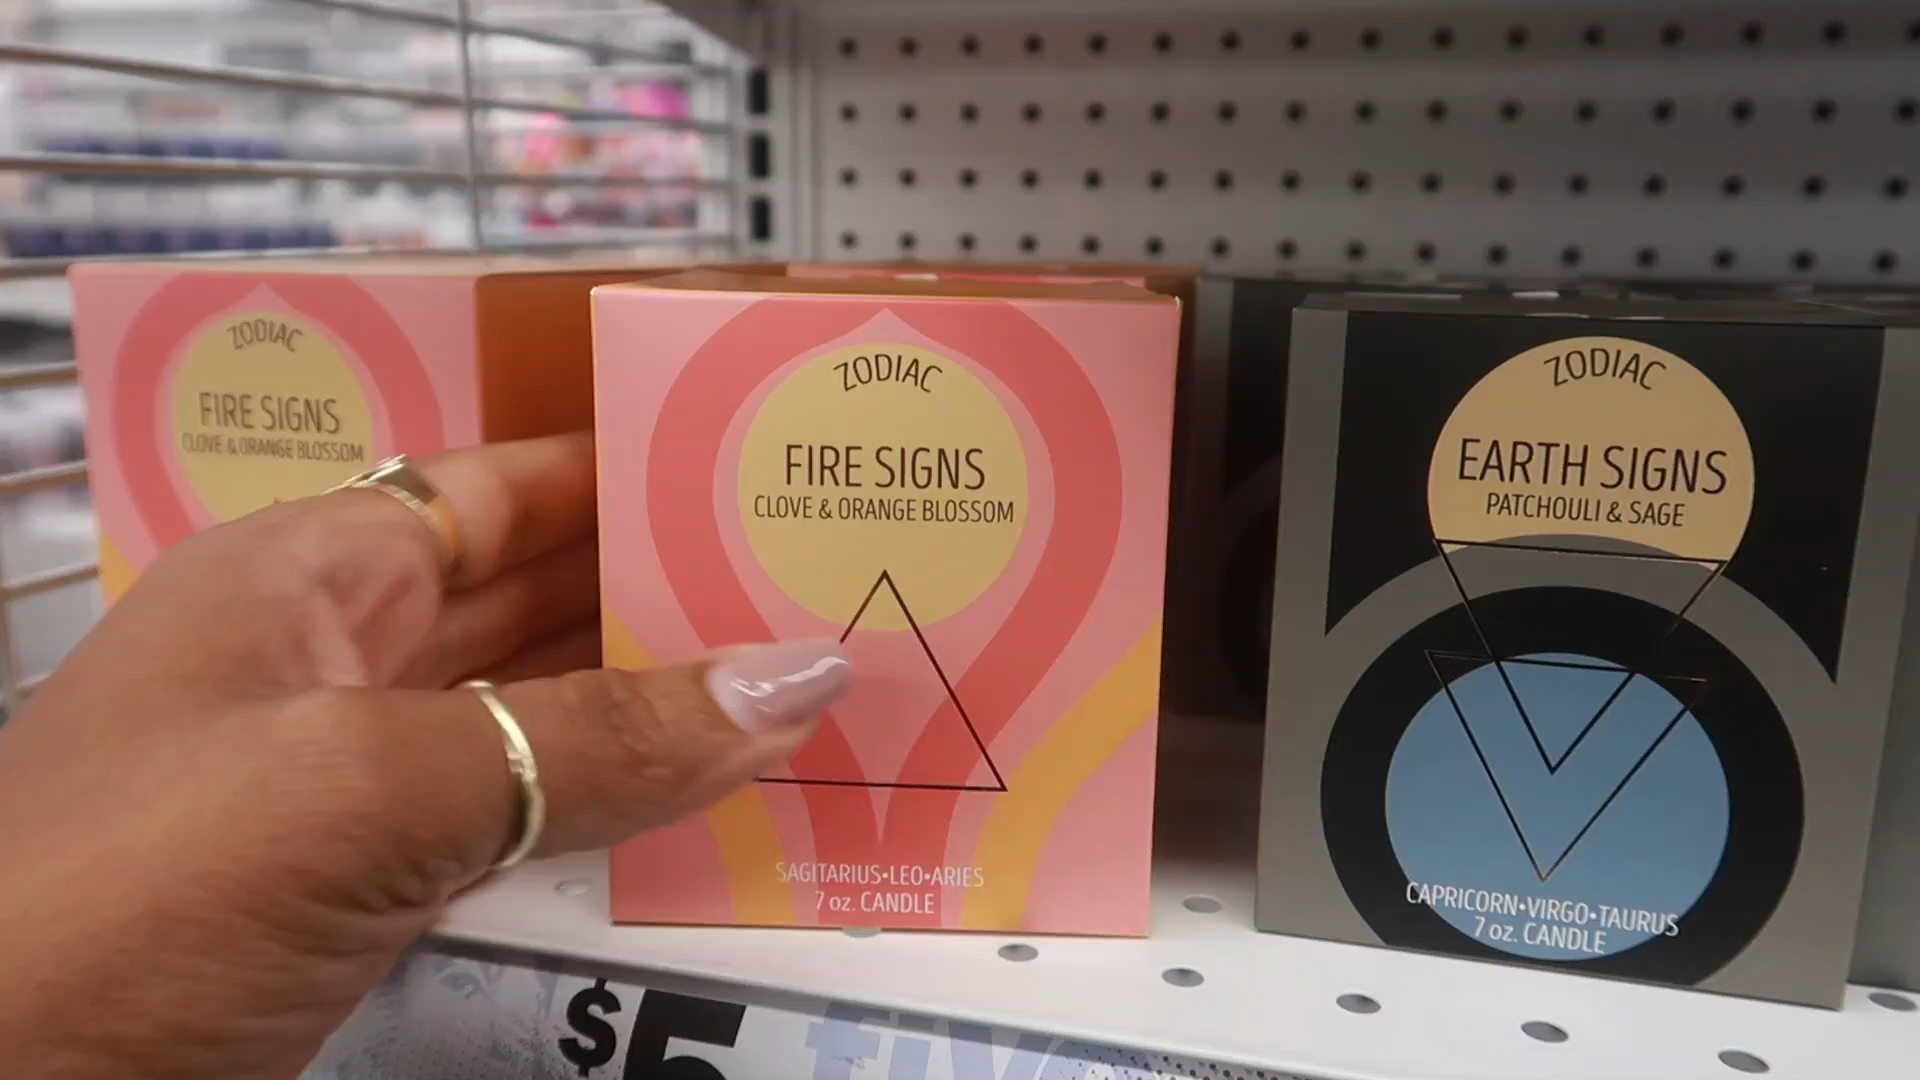 ZODIAC
FIRE SIGNS
CLOVE & ORANGE BLOSSOM
ZODIAC
FIRE SIGNS
CLOVE & ORANGE BLOSSOM
SAGITARIUS•LEO•ARIES
7 oz. CANDLE
ZODIAC
EARTH SIGNS
PATCHOULI & SAGE
CAPRICORN•VIRGO•TAURUS
7 oz. CANDLE
$5 five